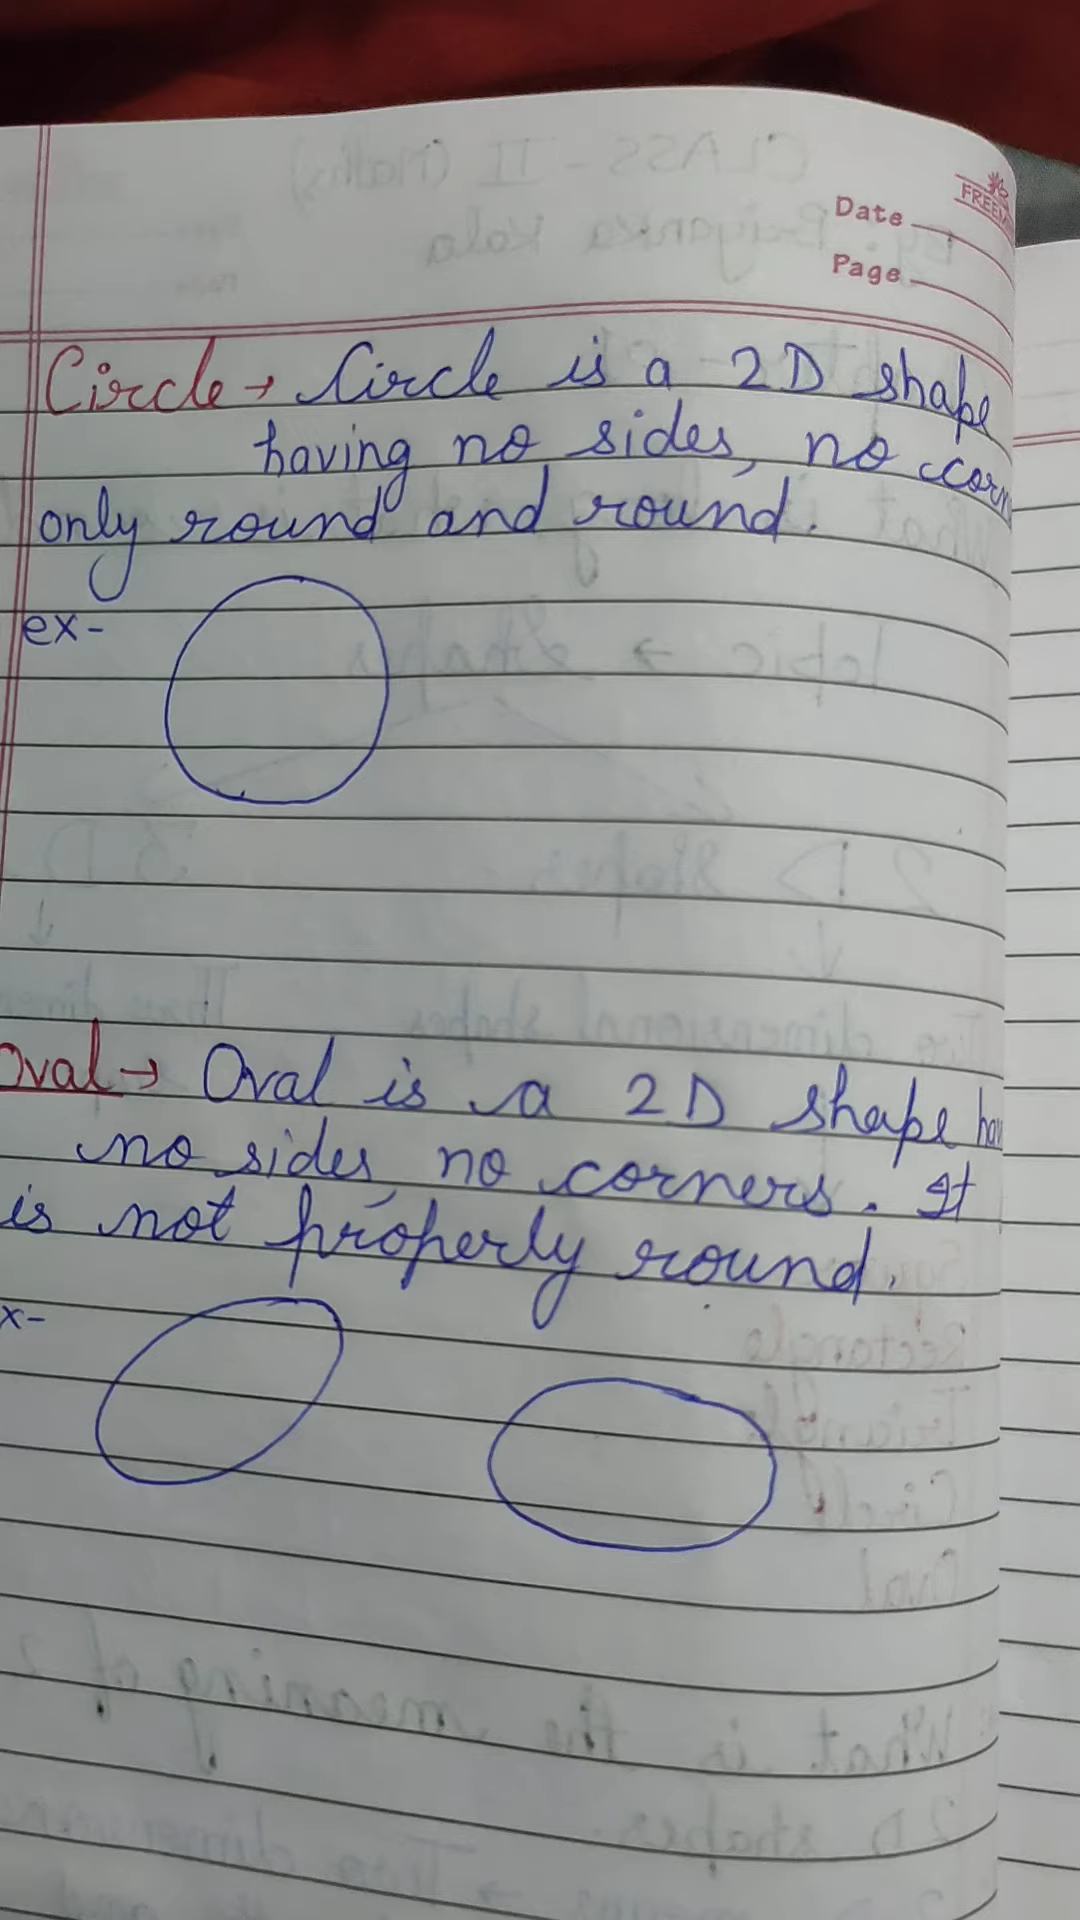 Date
Page
Circle → Circle is a 2D shape
having no sides, no corn
only round and round.
ex-
Oval → Oval is a 2D shape
no sides, no corners. It
is not properly round.
x-